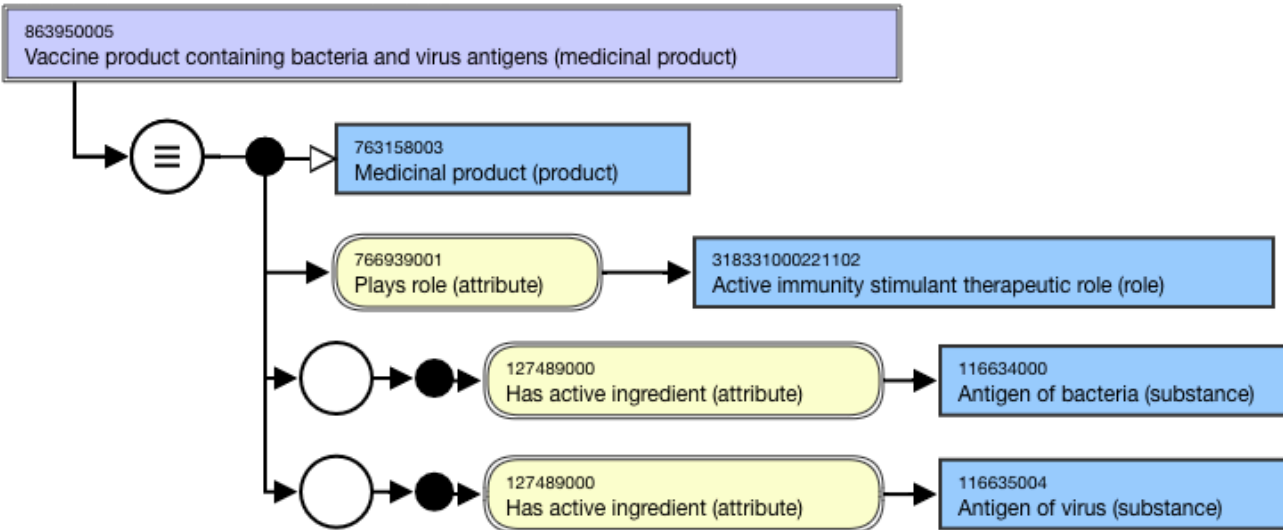 863950005
Vaccine product containing bacteria and virus antigens (medicinal product)
763158003
Medicinal product (product)
766939001
Plays role (attribute)
318331000221102
Active immunity stimulant therapeutic role (role)
127489000
Has active ingredient (attribute)
116634000
Antigen of bacteria (substance)
127489000
Has active ingredient (attribute)
116635004
Antigen of virus (substance)